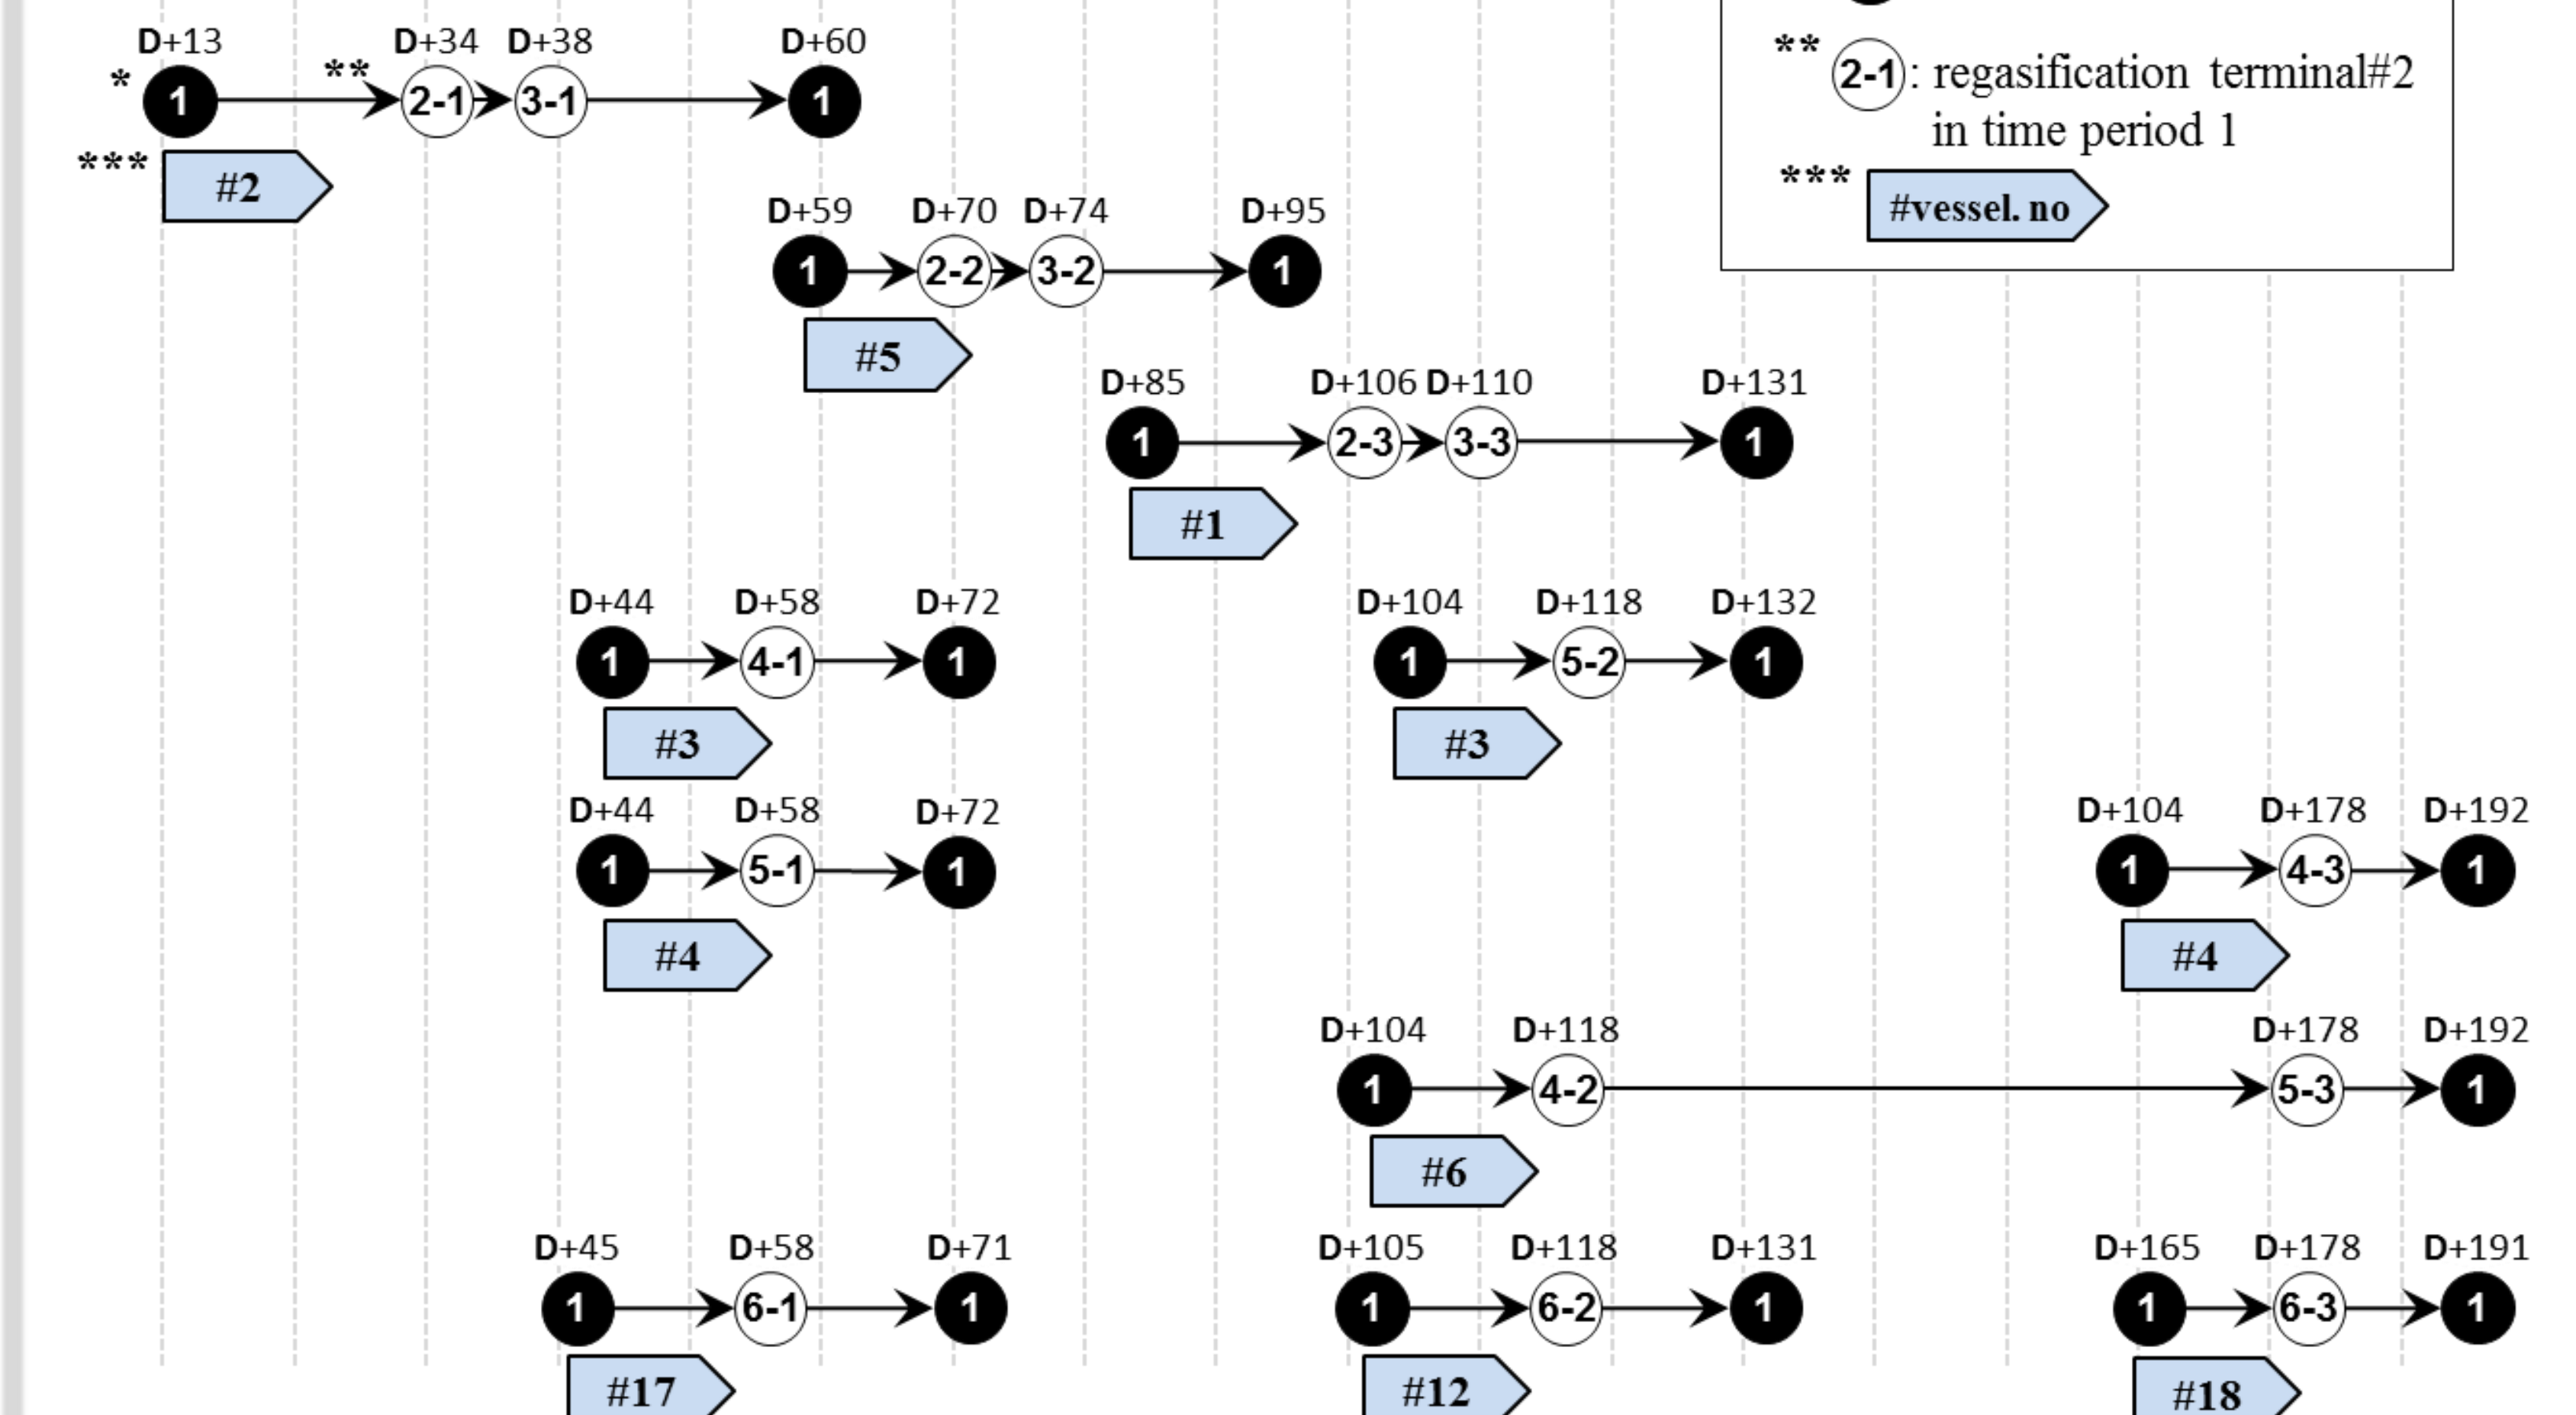 D+13 D+34 D+38 D+60
* 1 ** 2-1 3-1 1
*** #2
** 2-1 : regasification terminal#2
in time period 1
*** #vessel. no
D+59 D+70 D+74 D+95
1 2-2 3-2 1
#5
D+85 D+106 D+110 D+131
1 2-3 3-3 1
#1
D+44 D+58 D+72 D+104 D+118 D+132
1 4-1 1 1 5-2 1
#3 #3
D+44 D+58 D+72 D+104 D+178 D+192
1 5-1 1 1 4-3 1
#4 #4
D+104 D+118 D+178 D+192
1 4-2 5-3 1
#6
D+45 D+58 D+71 D+105 D+118 D+131 D+165 D+178 D+191
1 6-1 1 1 6-2 1 1 6-3 1
#17 #12 #18